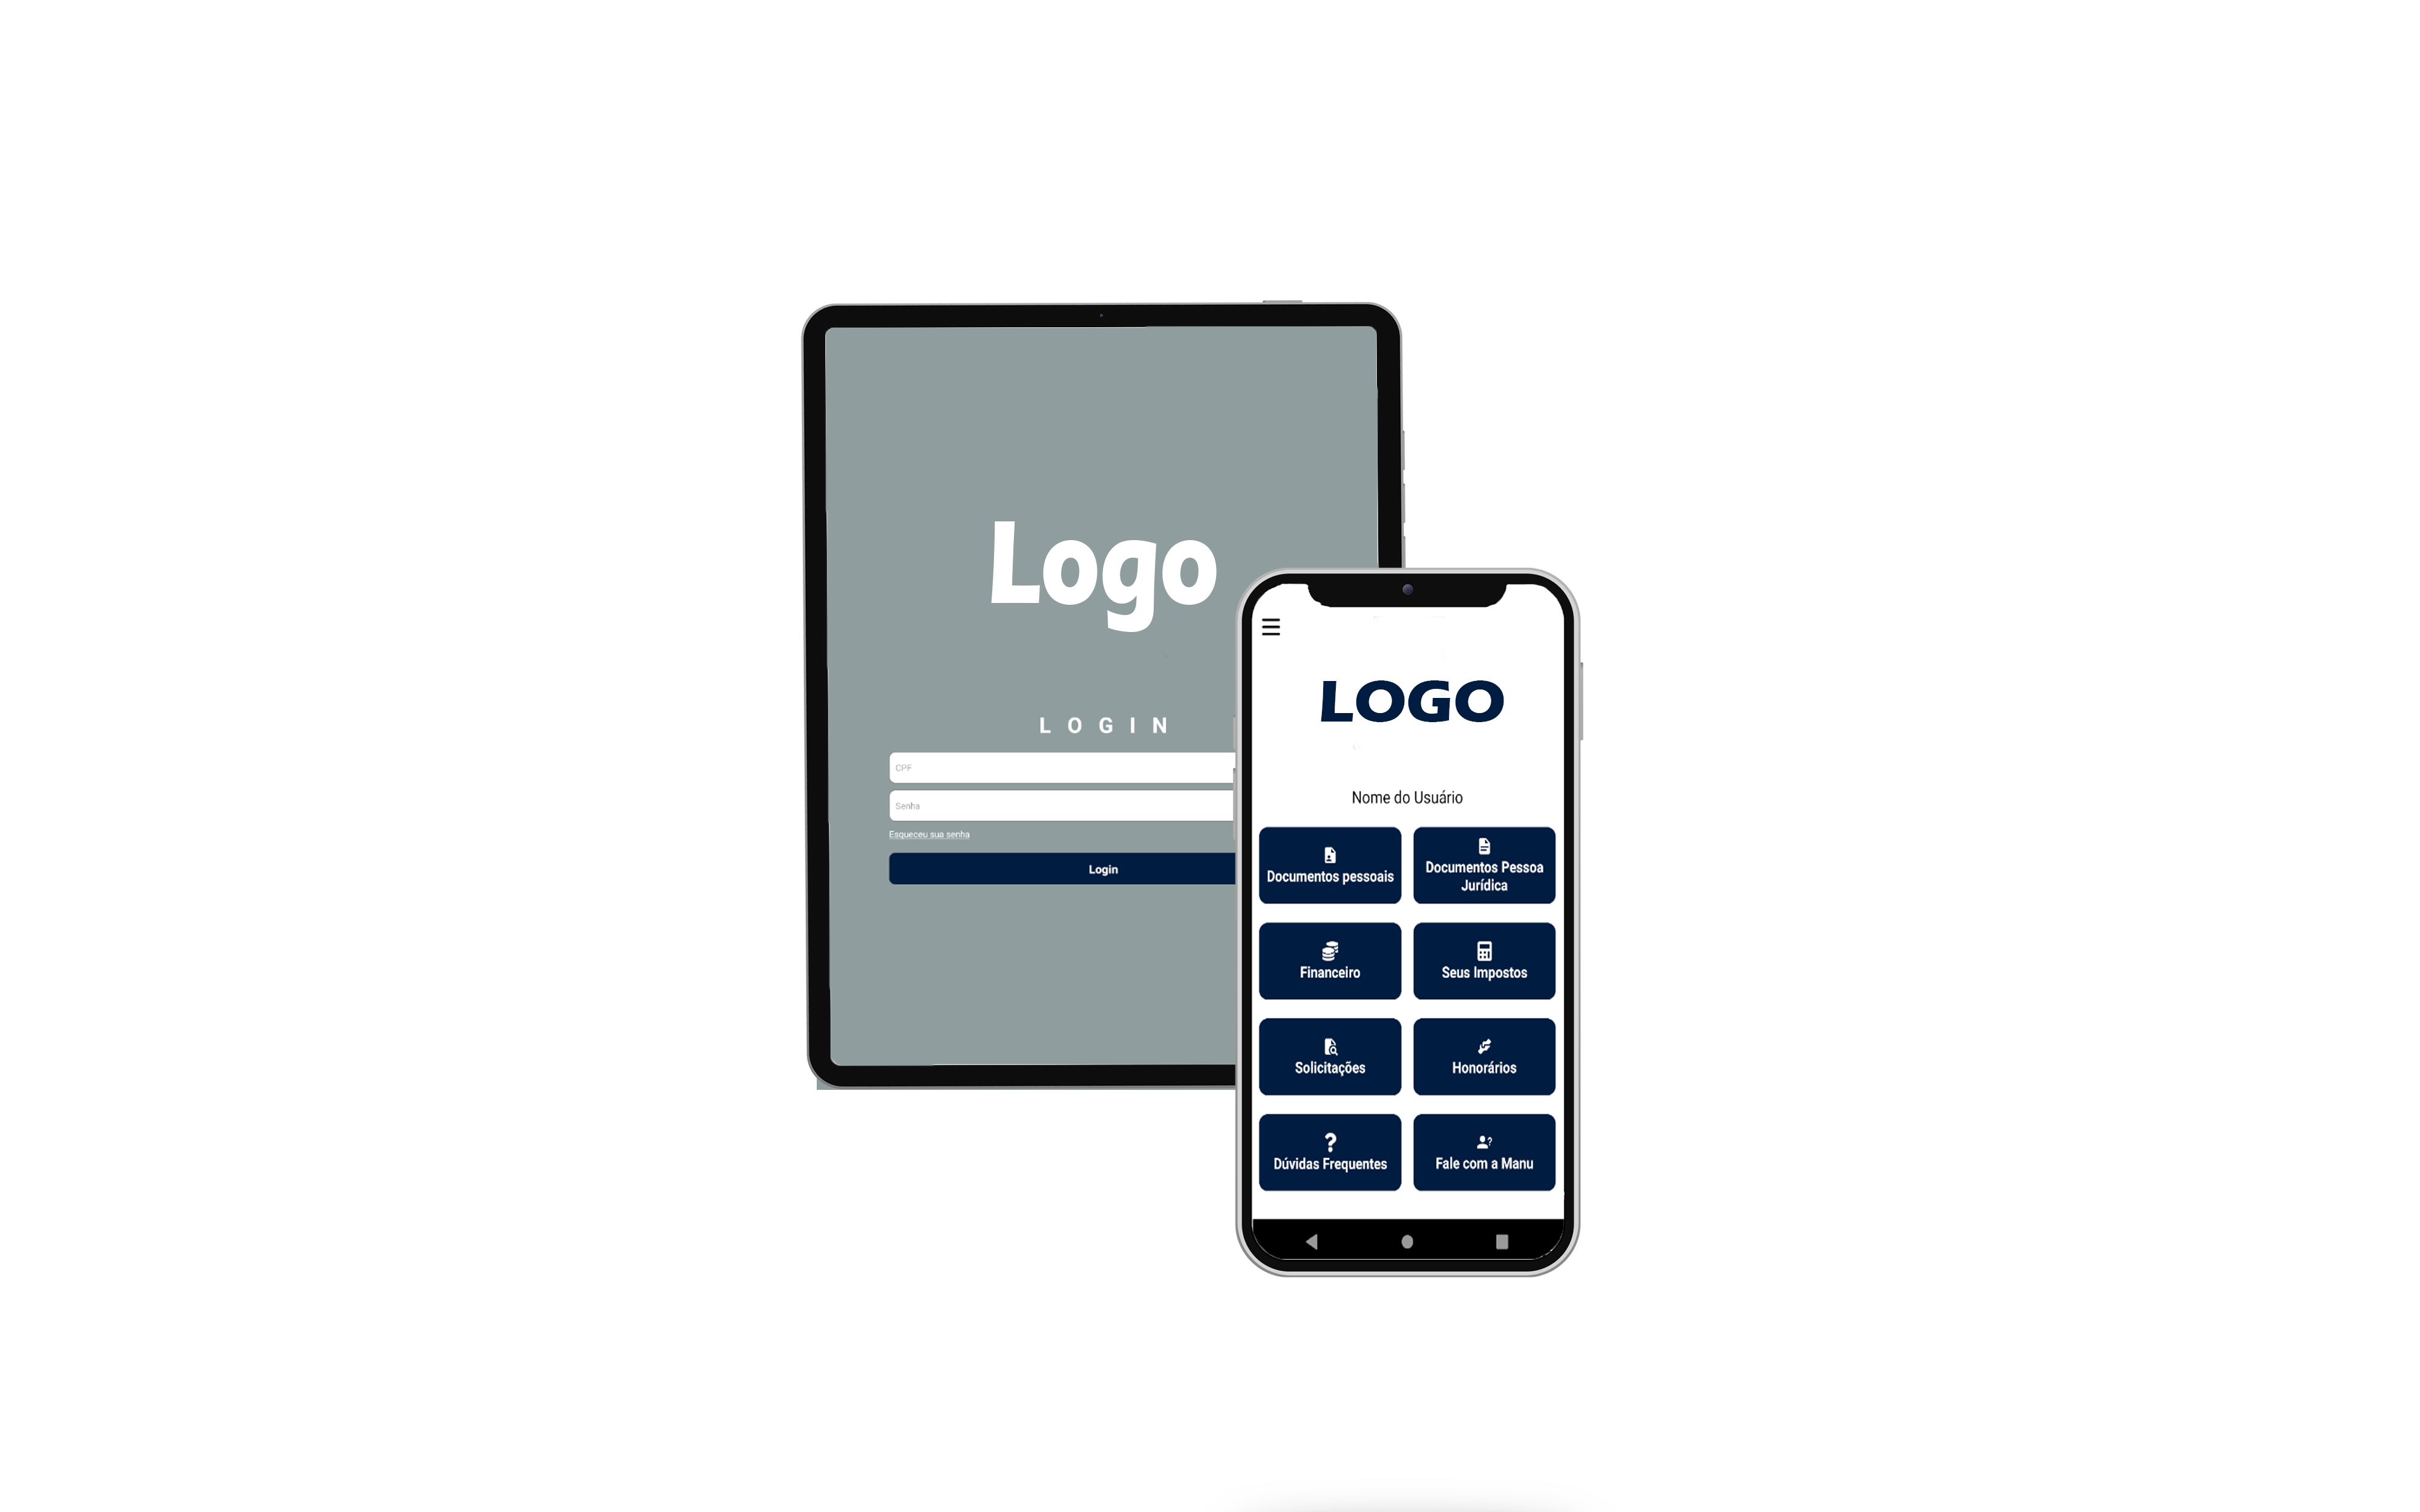 Logo
LOGIN
CPF
Senha
Esqueceu sua senha
Login
LOGO
Nome do Usuário
Documentos pessoais
Documentos Pessoa
Jurídica
Financeiro
Seus Impostos
Solicitações
Honorários
Dúvidas Frequentes
Fale com a Manu